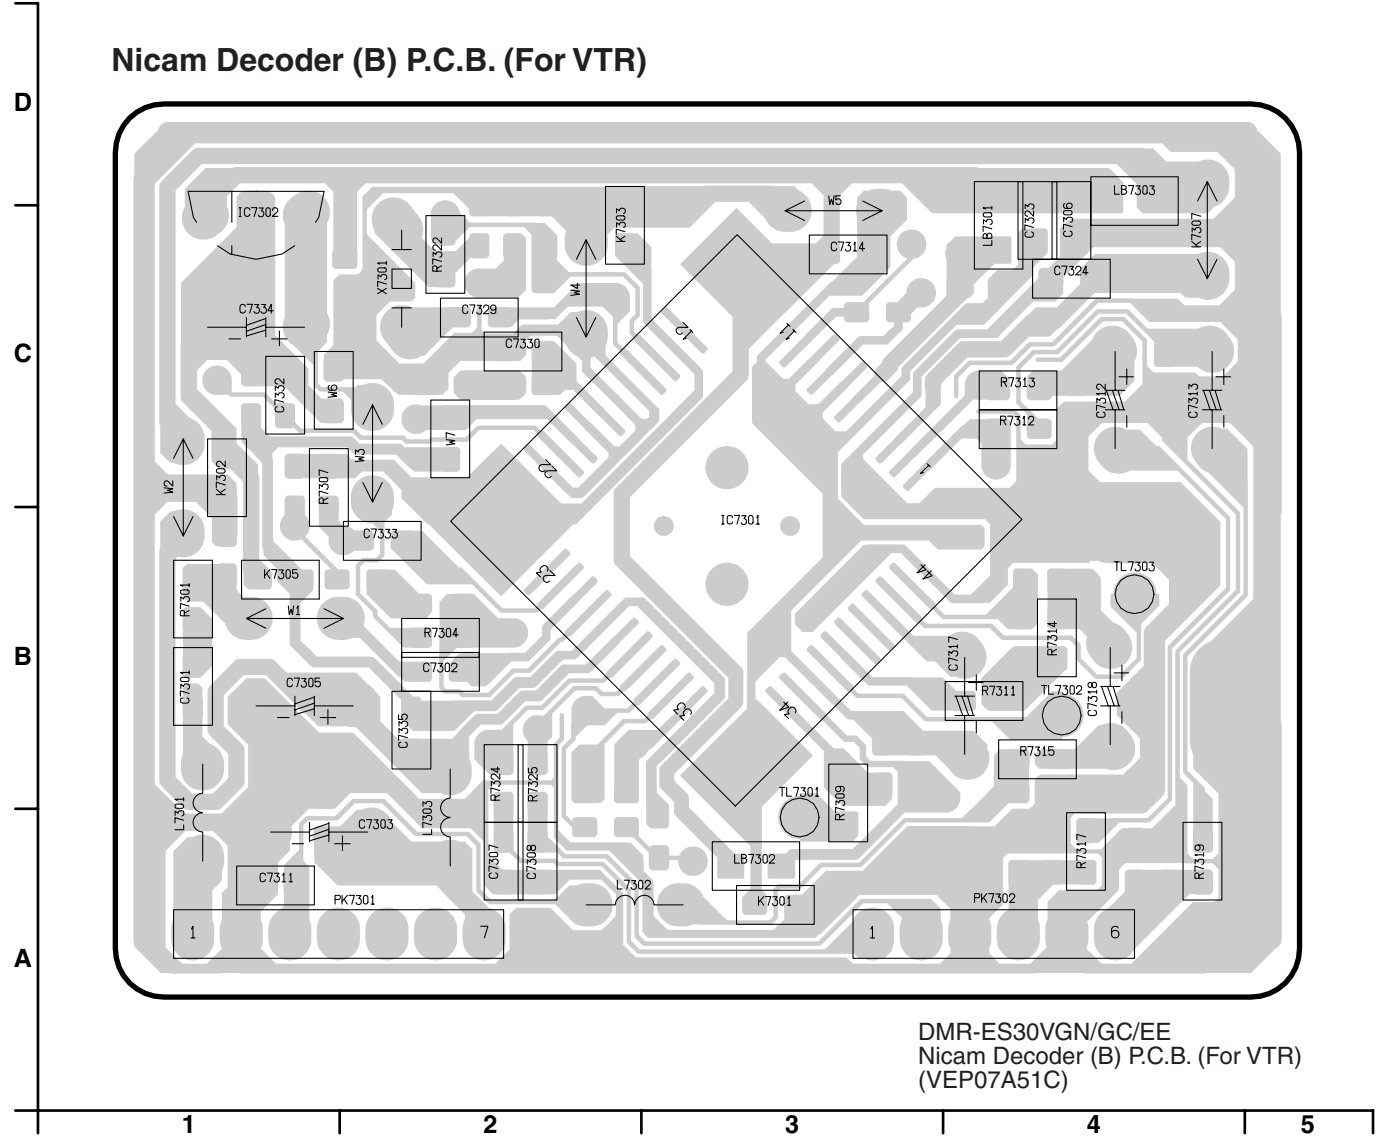 Nicam Decoder (B) P.C.B. (For VTR)
D
LB7303
IC7302
K7303
W5
LB7301
C7323
C7306
K7307
R7322
C7314
X7301
C7324
W4
C7334
C7329
12
11
C7330
C
R7313
C7332
W6
C7312
C7313
R7312
W7
W3
22
1
W2
K7302
R7307
IC7301
C7333
23
44
TL7303
K7305
R7301
W1
R7304
R7314
B
C7317
C7302
C7301
C7305
R7311
TL7302
C7318
33
34
C7335
R7315
R7324
R7325
TL7301
R7309
L7301
L7303
C7303
R7317
C7307
C7308
LB7302
R7319
C7311
L7302
PK7301
K7301
PK7302
1
7
1
6
A
DMR-ES30VGN/GC/EE
Nicam Decoder (B) P.C.B. (For VTR)
(VEP07A51C)
1
2
3
4
5